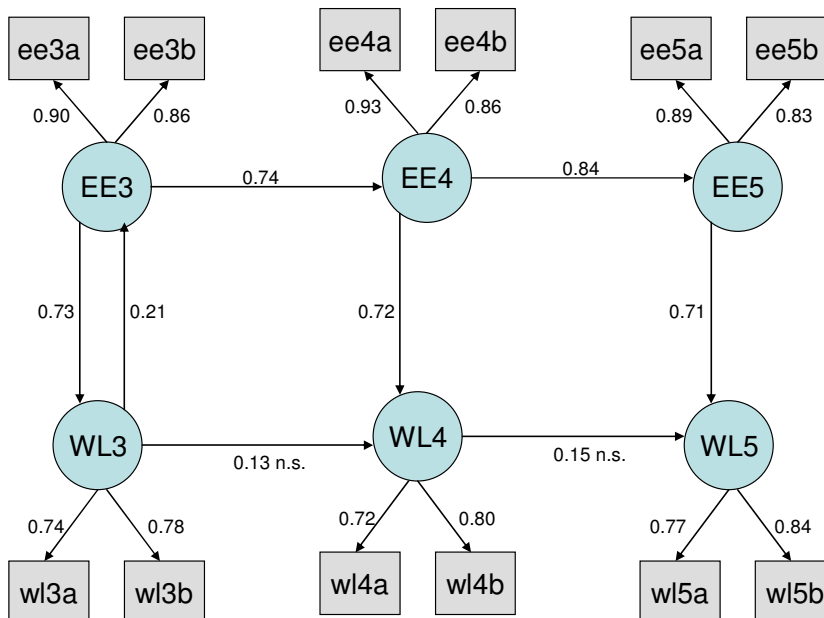 ee3a ee3b ee4a ee4b ee5a ee5b
0.90 0.86 0.93 0.86 0.89 0.83
EE3 0.74 EE4 0.84 EE5
0.73 0.21 0.72 0.71
WL3 0.13 n.s. WL4 0.15 n.s. WL5
0.74 0.78 0.72 0.80 0.77 0.84
wl3a wl3b wl4a wl4b wl5a wl5b